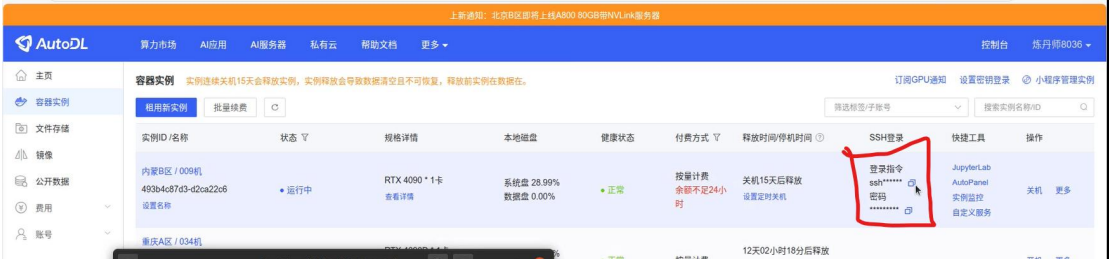 上新通知：北京B区即将上线A800 80GB带NVLink服务器
AutoDL 算力市场 AI应用 AI服务器 私有云 帮助文档 更多 控制台 炼丹师8036
主页
容器实例
文件存储
镜像
公开数据
费用
账号
容器实例 实例连续关机15天会释放实例，实例释放会导致数据清空且不可恢复，释放前实例在数据在。 订阅GPU通知 设置密钥登录 小程序管理实例
租用新实例 批量续费 筛选标签/子账号 搜索实例名称/ID
实例ID /名称 状态 规格详情 本地磁盘 健康状态 付费方式 释放时间/停机时间 SSH登录 快捷工具 操作
内蒙B区 / 009机
493b4c87d3-d2ca22c6
设置名称
运行中
RTX 4090 * 1卡
查看详情
系统盘 28.99%
数据盘 0.00%
正常
按量计费
余额不足24小
时
关机15天后释放
设置定时关机
登录指令
ssh******
密码
*********
JupyterLab
AutoPanel
实例监控
自定义服务
关机 更多
重庆A区 / 034机
12天02小时18分后释放